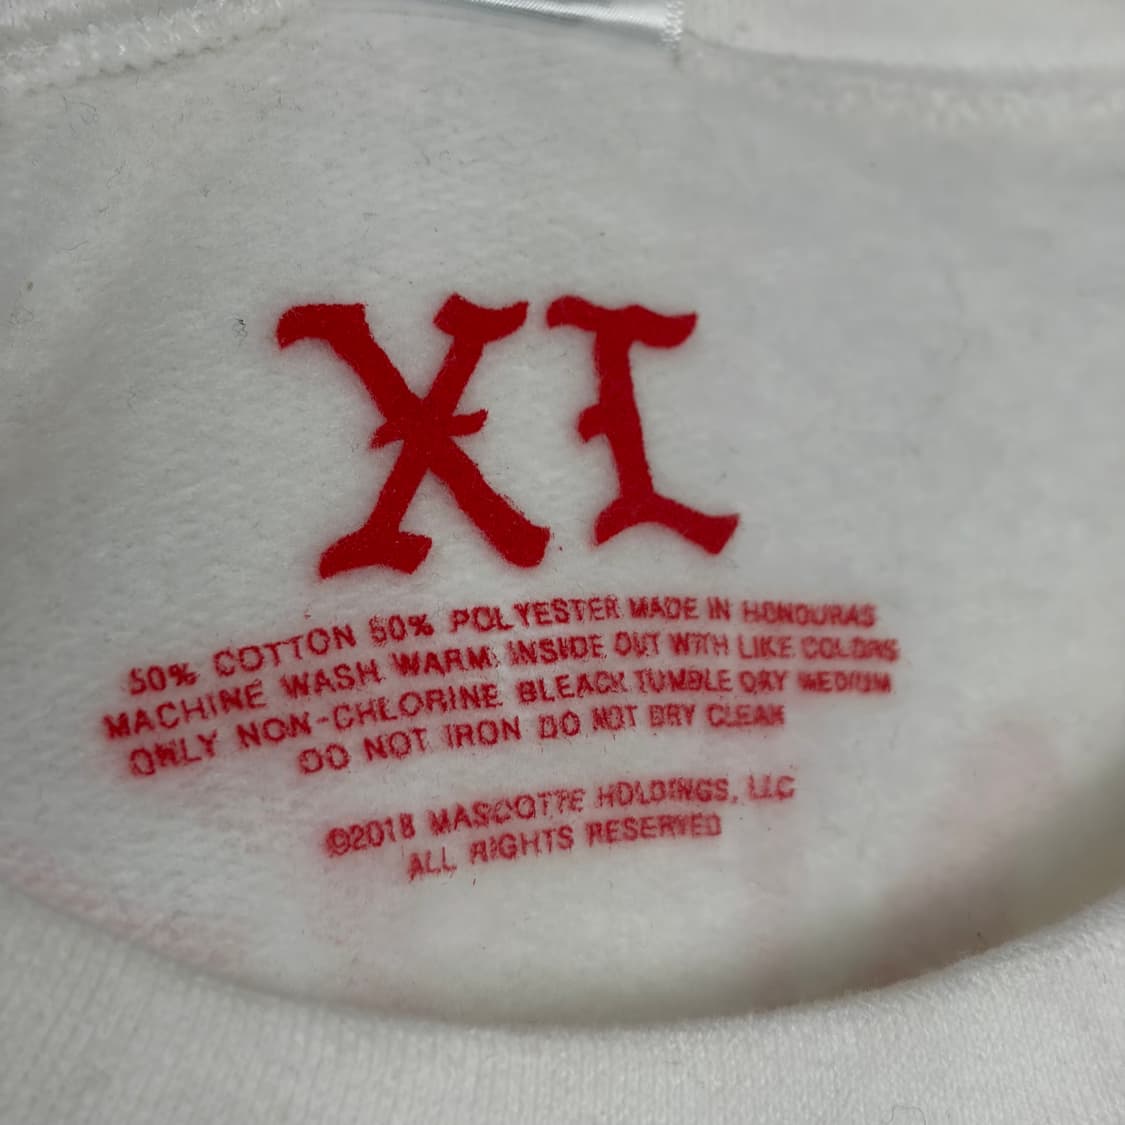 XL
50% COTTON 50% POLYESTER MADE IN HONDURAS
MACHINE WASH WARM. INSIDE OUT WITH LIKE COLORS
ONLY NON-CHLORINE BLEACH TUMBLE DRY MEDIUM
DO NOT IRON DO NOT DRY CLEAN
©2018 MASCOTTE HOLDINGS, LLC
ALL RIGHTS RESERVED